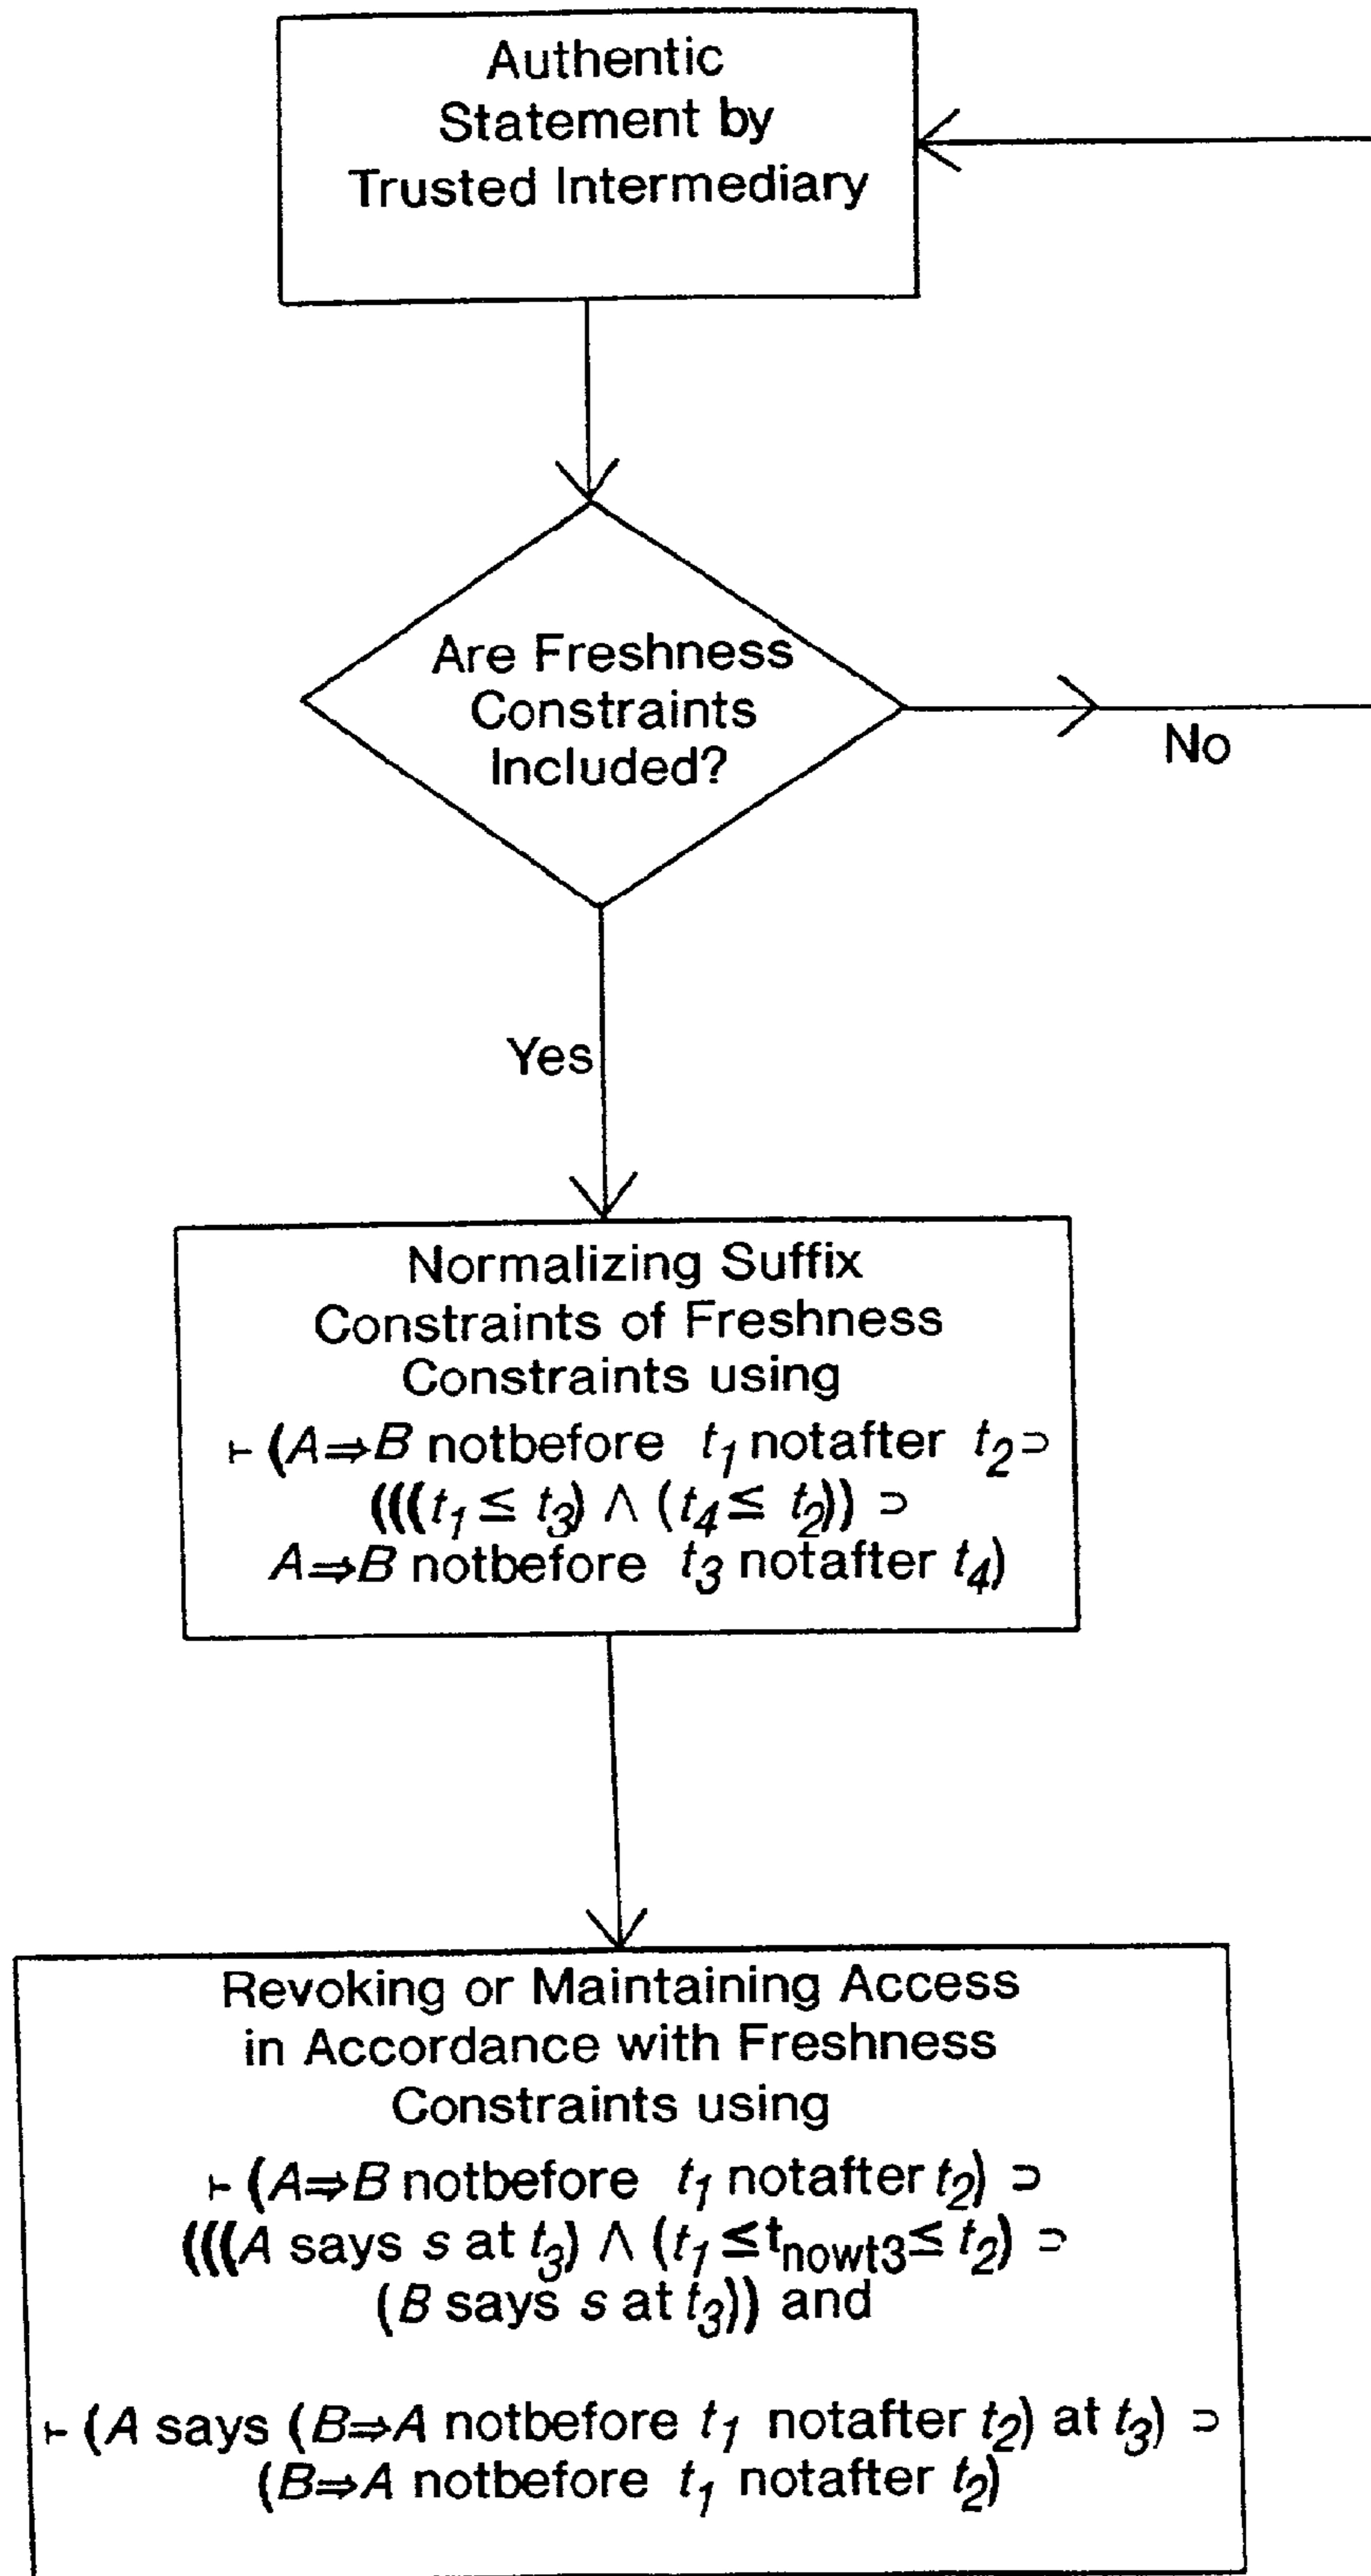 Authentic
Statement by
Trusted Intermediary
Are Freshness
Constraints
Included?
No
Yes
Normalizing Suffix
Constraints of Freshness
Constraints using
⊢ (A⇒B notbefore t₁ notafter t₂ ⊃
(((t₁ ≤ t₃) ∧ (t₄ ≤ t₂)) ⊃
A⇒B notbefore t₃ notafter t₄)
Revoking or Maintaining Access
in Accordance with Freshness
Constraints using
⊢ (A⇒B notbefore t₁ notafter t₂) ⊃
(((A says s at t₃) ∧ (t₁ ≤ tnowt3 ≤ t₂) ⊃
(B says s at t₃)) and
⊢ (A says (B⇒A notbefore t₁ notafter t₂) at t₃) ⊃
(B⇒A notbefore t₁ notafter t₂)